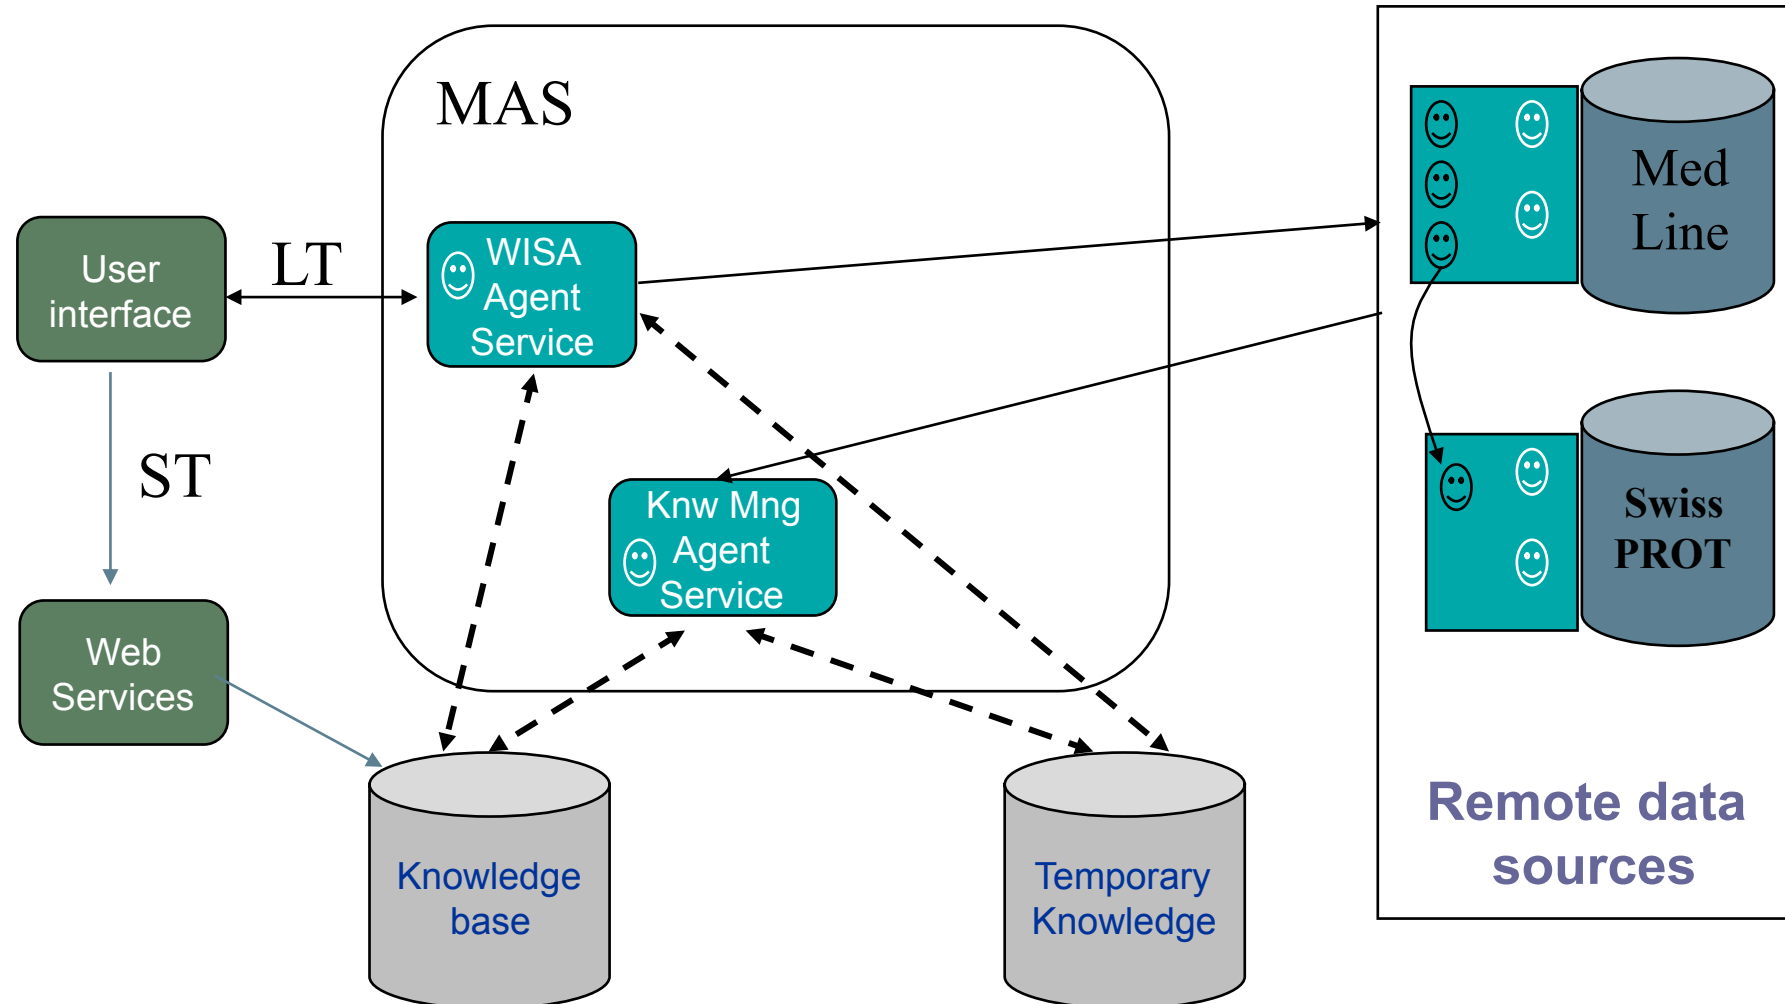 MAS
User
interface
LT
WISA
Agent
Service
Med
Line
ST
Knw Mng
Agent
Service
Swiss
PROT
Web
Services
Knowledge
base
Temporary
Knowledge
Remote data
sources